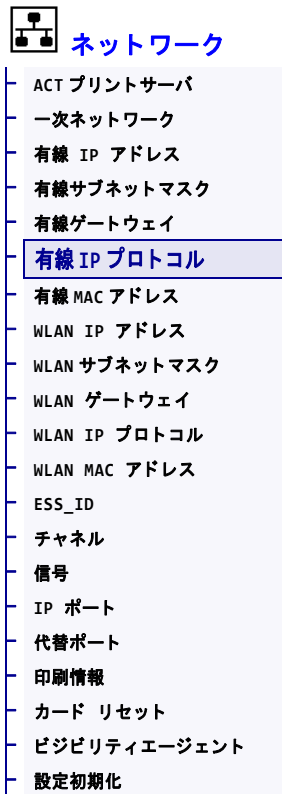 ネットワーク
ACT プリントサーバ
一次ネットワーク
有線 IP アドレス
有線サブネットマスク
有線ゲートウェイ
有線 IP プロトコル
有線 MAC アドレス
WLAN IP アドレス
WLAN サブネットマスク
WLAN ゲートウェイ
WLAN IP プロトコル
WLAN MAC アドレス
ESS_ID
チャネル
信号
IP ポート
代替ポート
印刷情報
カード リセット
ビジビリティエージェント
設定初期化